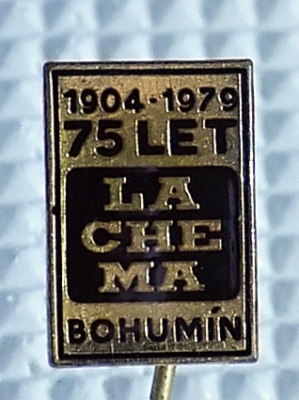 1904-1979
75 LET
LA
CHE
MA
BOHUMÍN